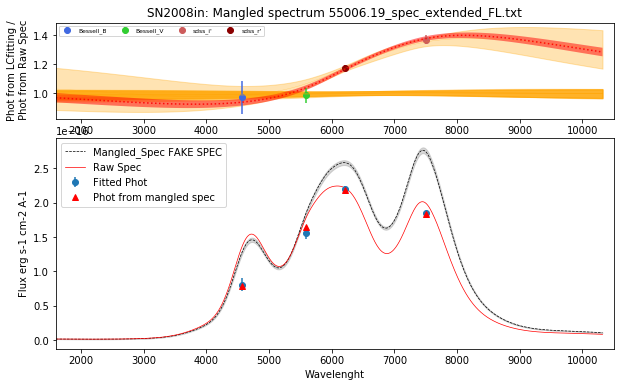 SN2008in: Mangled spectrum 55006.19_spec_extended_FL.txt
Phot from LCfitting /
Phot from Raw Spec
1.4
1.2
1.0
Bessell_B
Bessell_V
sdss_i'
sdss_r'
2000 3000 4000 5000 6000 7000 8000 9000 10000
1e−16
Flux erg s-1 cm-2 A-1
2.5
2.0
1.5
1.0
0.5
0.0
Mangled_Spec FAKE SPEC
Raw Spec
Fitted Phot
Phot from mangled spec
2000 3000 4000 5000 6000 7000 8000 9000 10000
Wavelenght